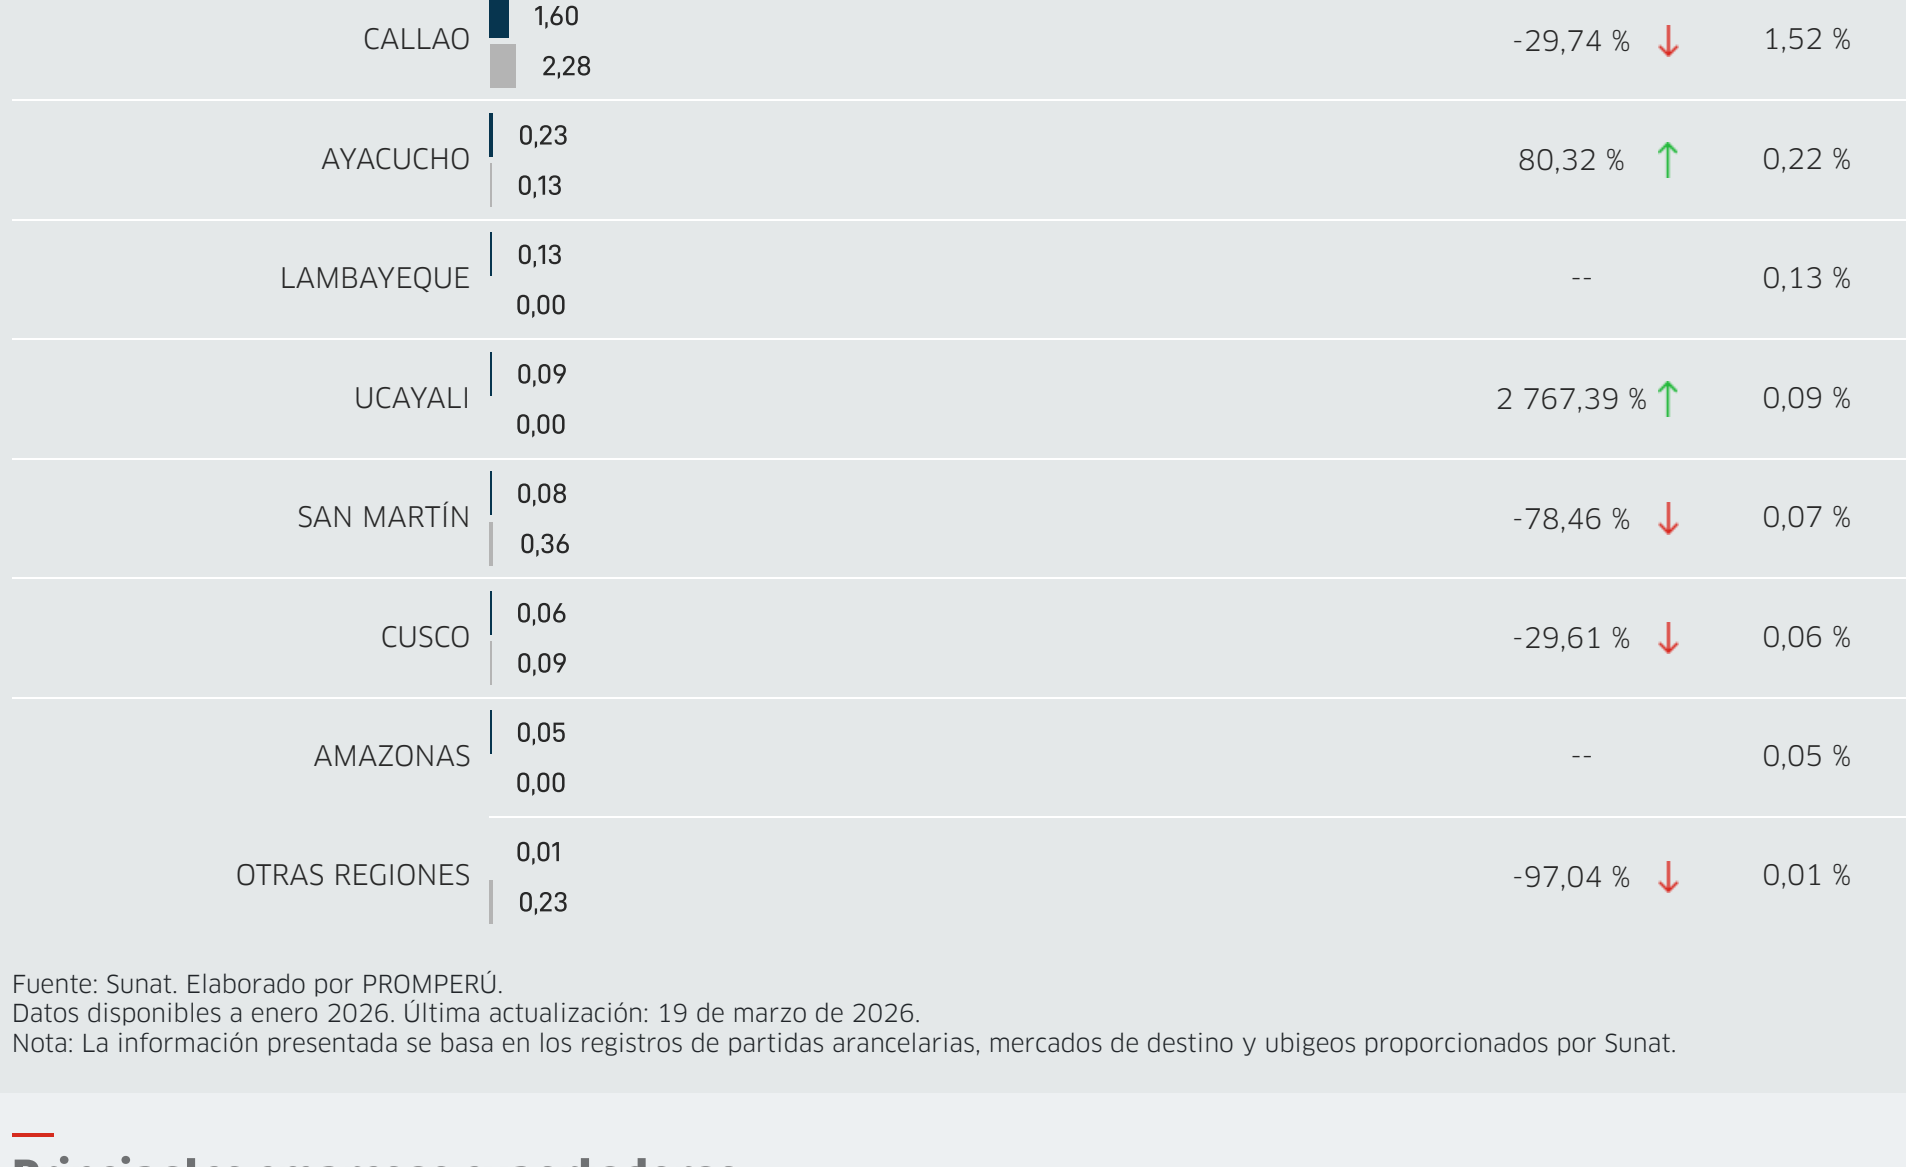 1,60
CALLAO -29,74 % ↓ 1,52 %
2,28
0,23
AYACUCHO 80,32 % ↑ 0,22 %
0,13
0,13
LAMBAYEQUE -- 0,13 %
0,00
0,09
UCAYALI 2 767,39 % ↑ 0,09 %
0,00
0,08
SAN MARTÍN -78,46 % ↓ 0,07 %
0,36
0,06
CUSCO -29,61 % ↓ 0,06 %
0,09
0,05
AMAZONAS -- 0,05 %
0,00
0,01
OTRAS REGIONES -97,04 % ↓ 0,01 %
0,23
Fuente: Sunat. Elaborado por PROMPERÚ.
Datos disponibles a enero 2026. Última actualización: 19 de marzo de 2026.
Nota: La información presentada se basa en los registros de partidas arancelarias, mercados de destino y ubigeos proporcionados por Sunat.